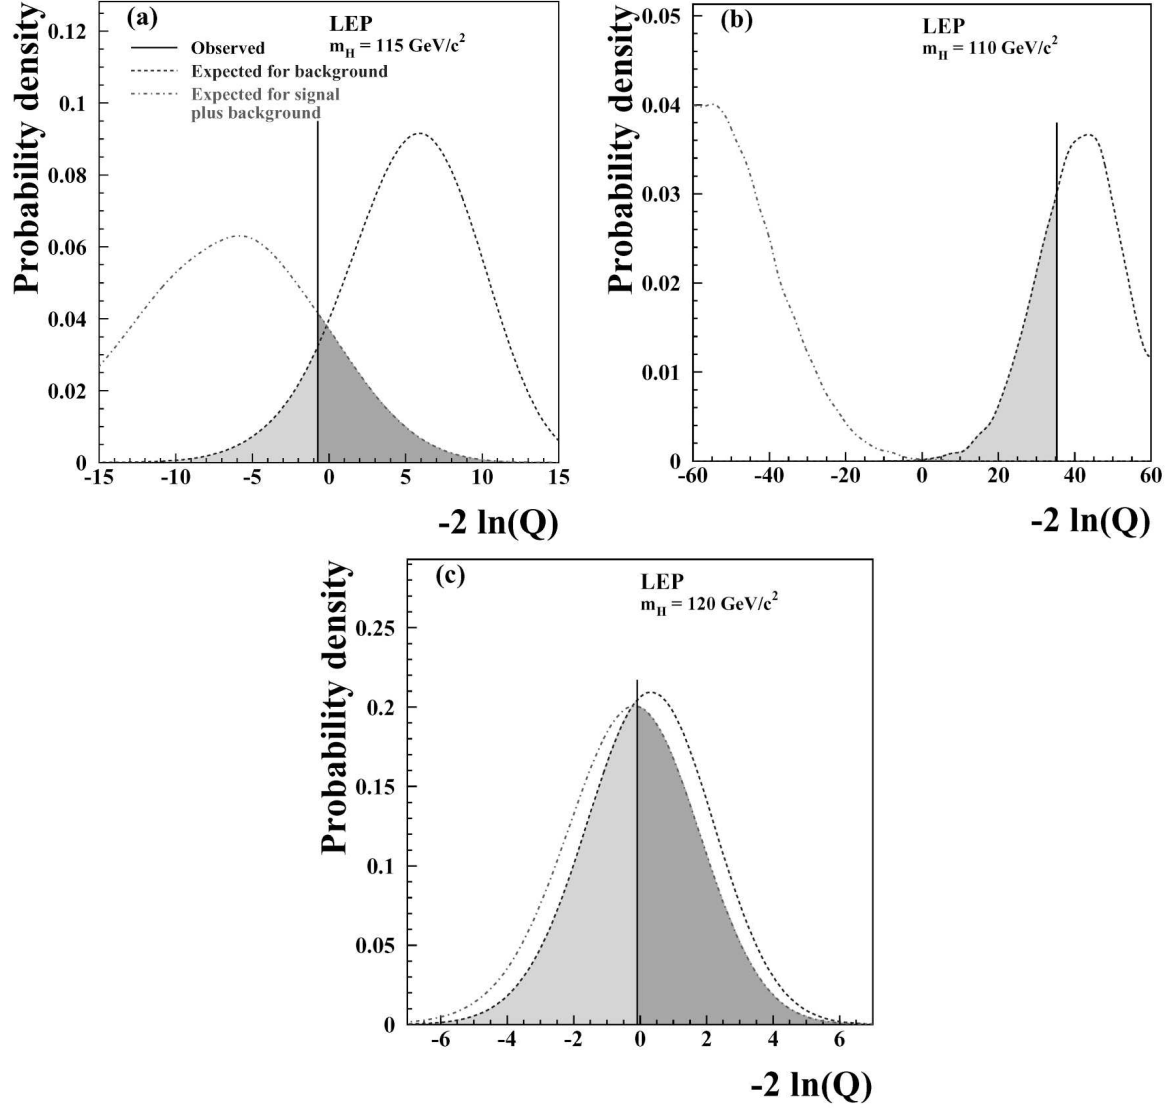 (a)
LEP
m_H = 115 GeV/c²
Observed
Expected for background
Expected for signal
plus background
Probability density
0.12
0.1
0.08
0.06
0.04
0.02
0
-15 -10 -5 0 5 10 15
-2 ln(Q)
(b)
LEP
m_H = 110 GeV/c²
Probability density
0.05
0.04
0.03
0.02
0.01
0
-60 -40 -20 0 20 40 60
-2 ln(Q)
(c)
LEP
m_H = 120 GeV/c²
Probability density
0.25
0.2
0.15
0.1
0.05
0
-6 -4 -2 0 2 4 6
-2 ln(Q)